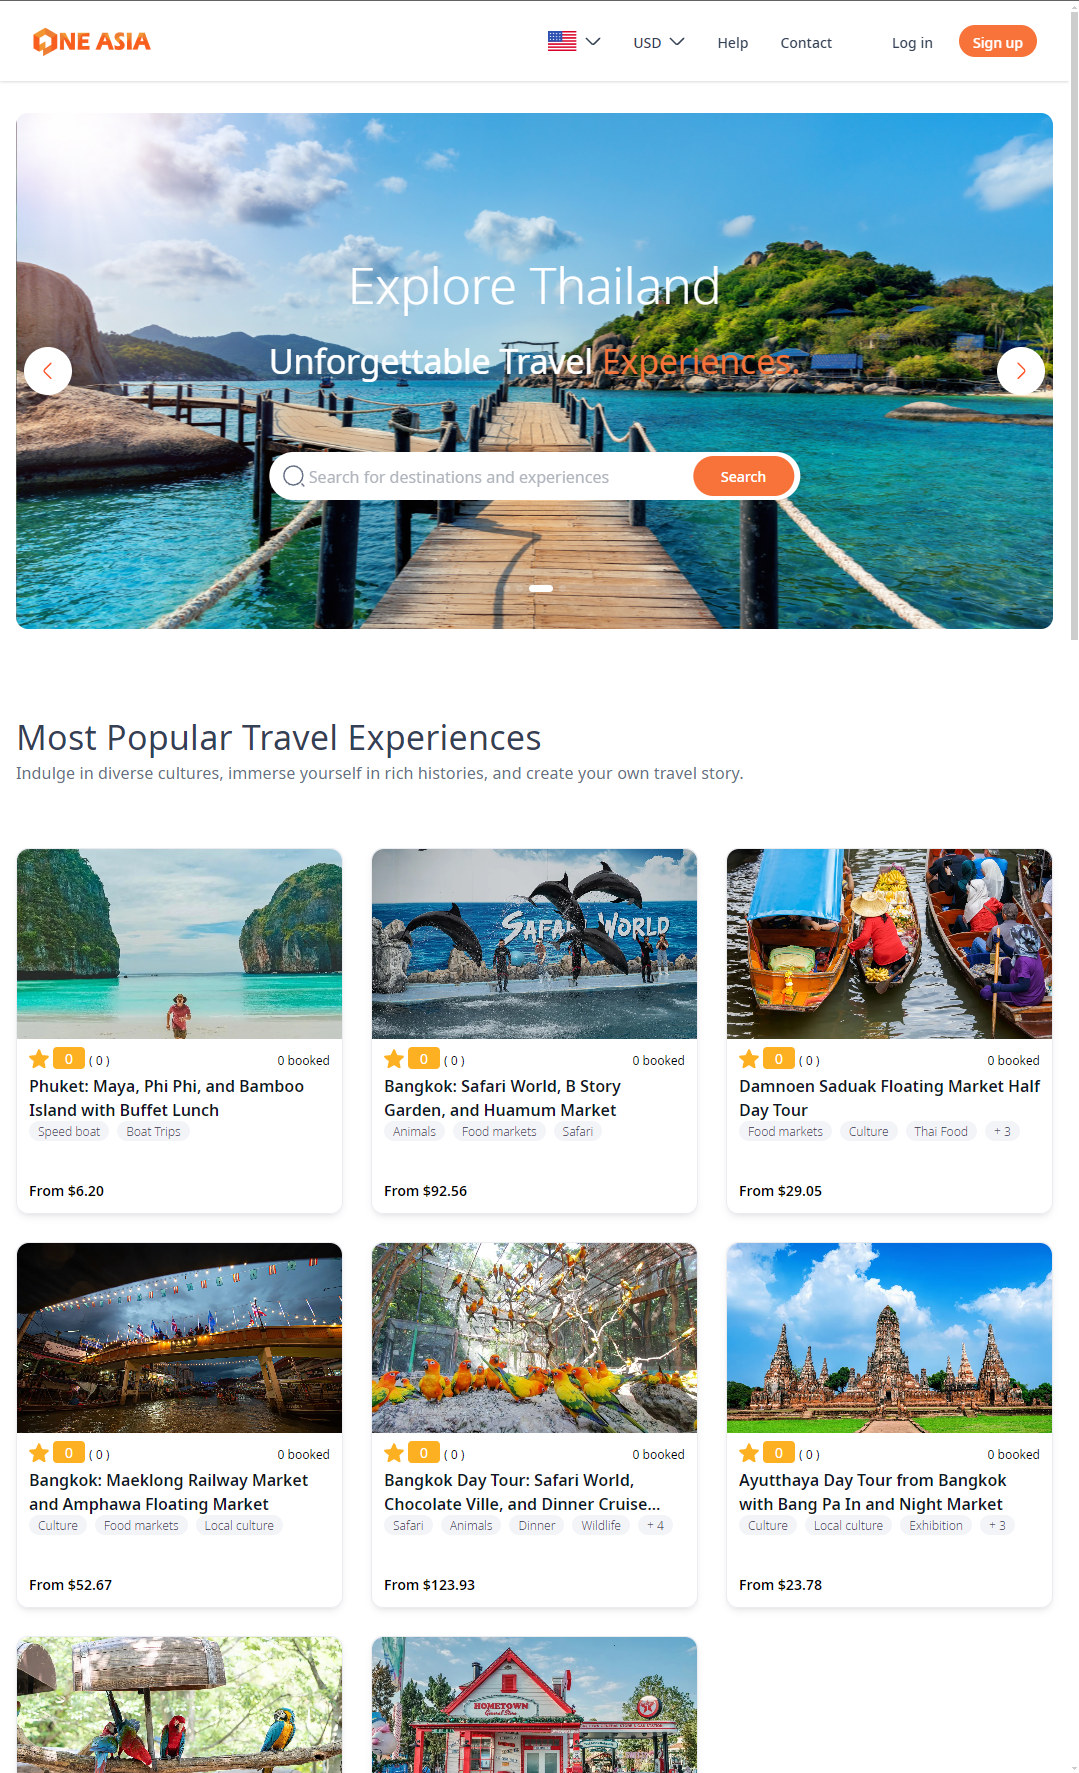 ONE ASIA
USD
Help
Contact
Log in
Sign up
Explore Thailand
Unforgettable Travel Experiences.
Search for destinations and experiences
Search
Most Popular Travel Experiences
Indulge in diverse cultures, immerse yourself in rich histories, and create your own travel story.
SAFARI WORLD
0 ( 0 ) 0 booked
Phuket: Maya, Phi Phi, and Bamboo
Island with Buffet Lunch
Speed boat Boat Trips
From $6.20
0 ( 0 ) 0 booked
Bangkok: Safari World, B Story
Garden, and Huamum Market
Animals Food markets Safari
From $92.56
0 ( 0 ) 0 booked
Damnoen Saduak Floating Market Half
Day Tour
Food markets Culture Thai Food + 3
From $29.05
0 ( 0 ) 0 booked
Bangkok: Maeklong Railway Market
and Amphawa Floating Market
Culture Food markets Local culture
From $52.67
0 ( 0 ) 0 booked
Bangkok Day Tour: Safari World,
Chocolate Ville, and Dinner Cruise...
Safari Animals Dinner Wildlife + 4
From $123.93
0 ( 0 ) 0 booked
Ayutthaya Day Tour from Bangkok
with Bang Pa In and Night Market
Culture Local culture Exhibition + 3
From $23.78
HOMETOWN
General Store